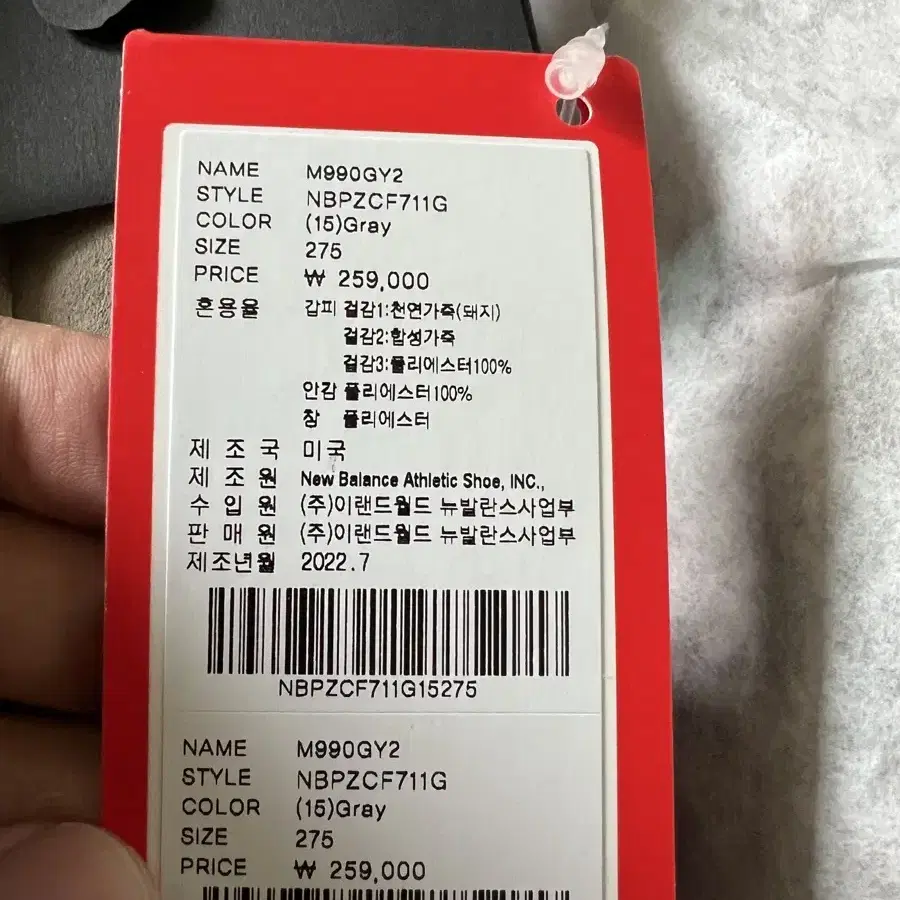 NAME M990GY2
STYLE NBPZCF711G
COLOR (15)Gray
SIZE 275
PRICE ₩ 259,000
혼용율 갑피 겉감1:천연가죽(돼지)
겉감2:합성가죽
겉감3:폴리에스터100%
안감 폴리에스터100%
창 폴리에스터
제 조 국 미국
제 조 원 New Balance Athletic Shoe, INC.,
수 입 원 (주)이랜드월드 뉴발란스사업부
판 매 원 (주)이랜드월드 뉴발란스사업부
제조년월 2022.7
NBPZCF711G15275
NAME M990GY2
STYLE NBPZCF711G
COLOR (15)Gray
SIZE 275
PRICE ₩ 259,000